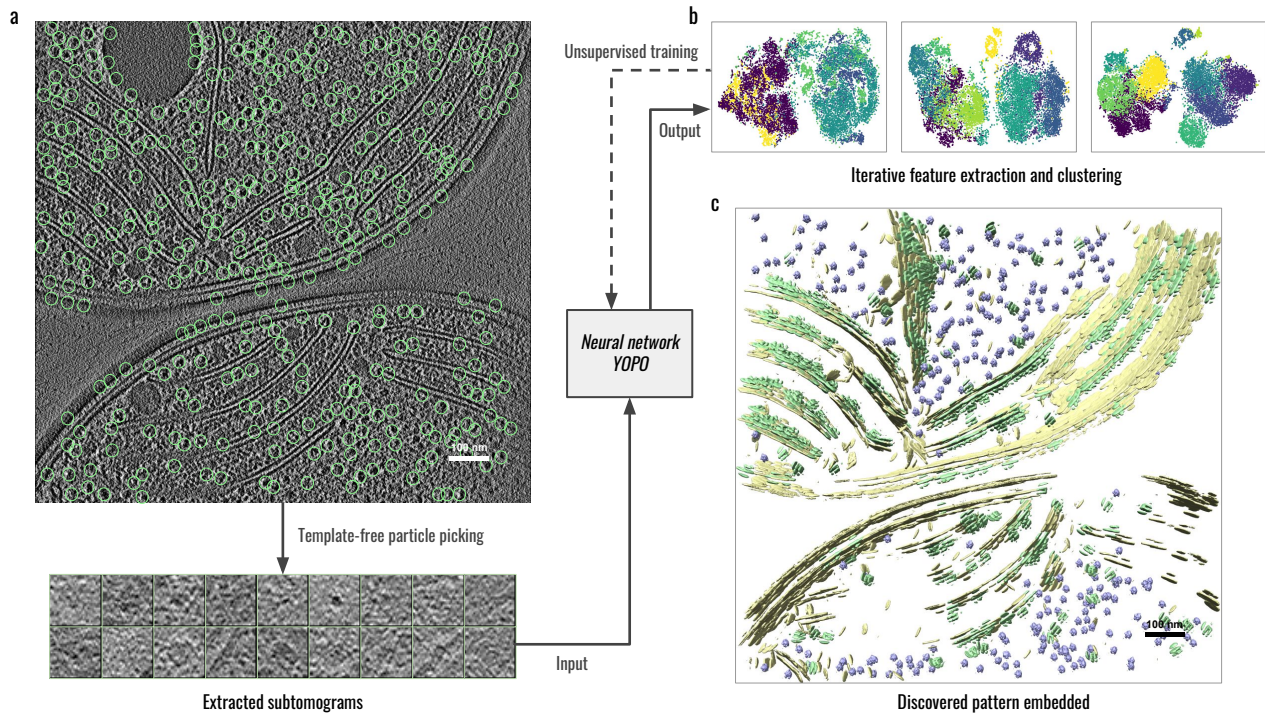 a
100 nm
Template-free particle picking
Extracted subtomograms
Input
Neural network
YOPO
Unsupervised training
Output
b
Iterative feature extraction and clustering
c
100 nm
Discovered pattern embedded